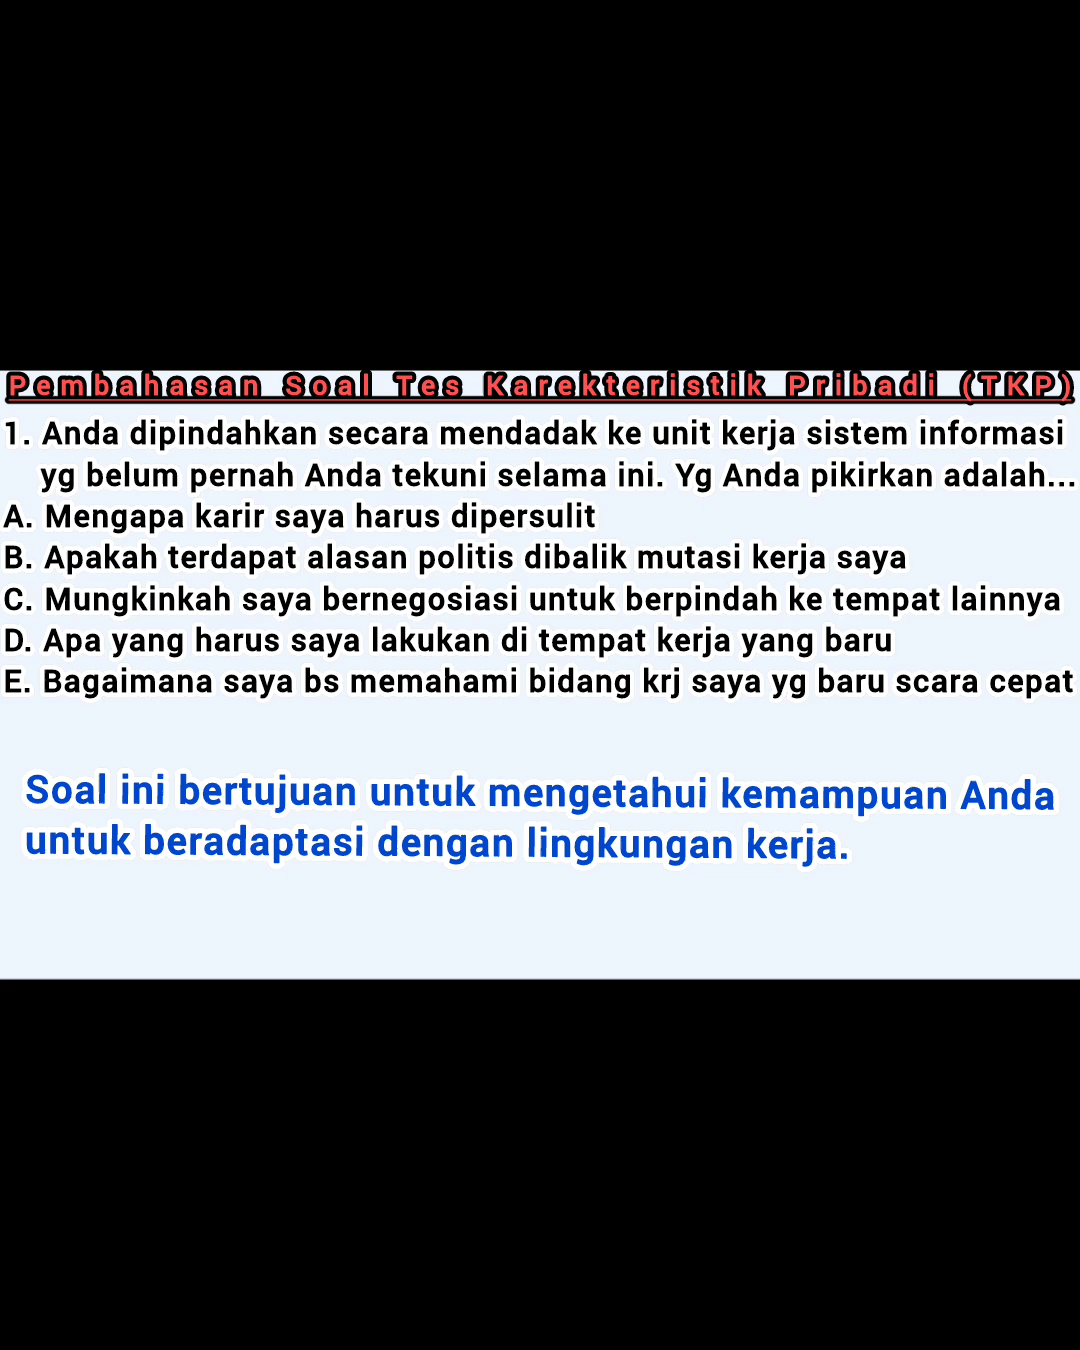 Pembahasan Soal Tes Karekteristik Pribadi (TKP)
1. Anda dipindahkan secara mendadak ke unit kerja sistem informasi
yg belum pernah Anda tekuni selama ini. Yg Anda pikirkan adalah...
A. Mengapa karir saya harus dipersulit
B. Apakah terdapat alasan politis dibalik mutasi kerja saya
C. Mungkinkah saya bernegosiasi untuk berpindah ke tempat lainnya
D. Apa yang harus saya lakukan di tempat kerja yang baru
E. Bagaimana saya bs memahami bidang krj saya yg baru scara cepat
Soal ini bertujuan untuk mengetahui kemampuan Anda
untuk beradaptasi dengan lingkungan kerja.